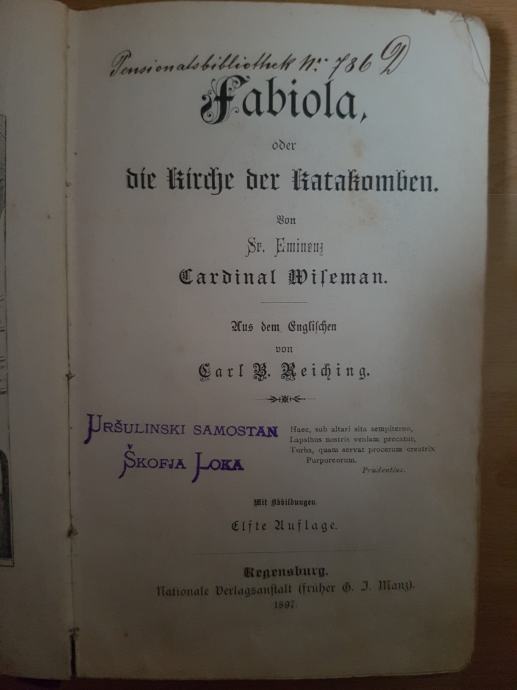 Pensionatsbibliothek Nr. 786 D
Fabiola,
oder
die Kirche der Katakomben.
Von
Sr. Eminenz
Cardinal Wiseman.
Aus dem Englischen
von
Carl B. Reiching.
URŠULINSKI SAMOSTAN
ŠKOFJA LOKA
Haec, sub altari sita sempiterno,
Lapsibus nostris veniam precatur,
Turba, quam servat procerum creatrix
Purpureorum.
Prudentius.
Mit Abbildungen.
Elfte Auflage.
Regensburg.
Nationale Verlagsanstalt (früher G. J. Manz).
1897.